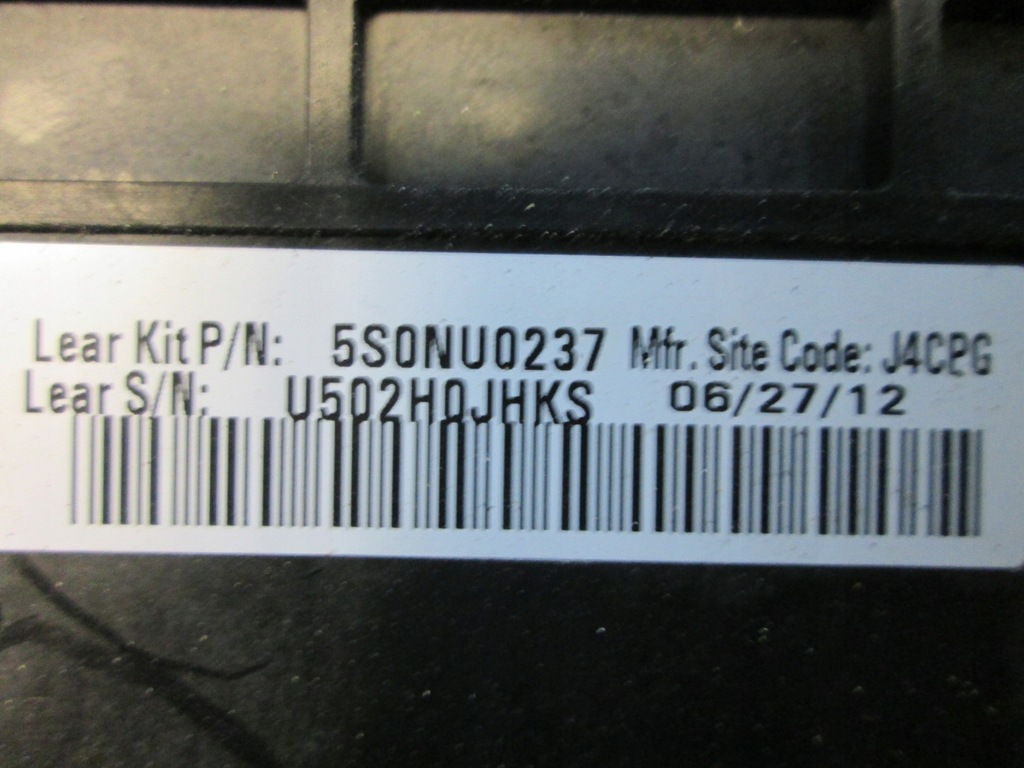 Lear Kit P/N: 5S0NU0237 Mfr. Site Code: J4CPG
Lear S/N: U502H0JHKS 06/27/12